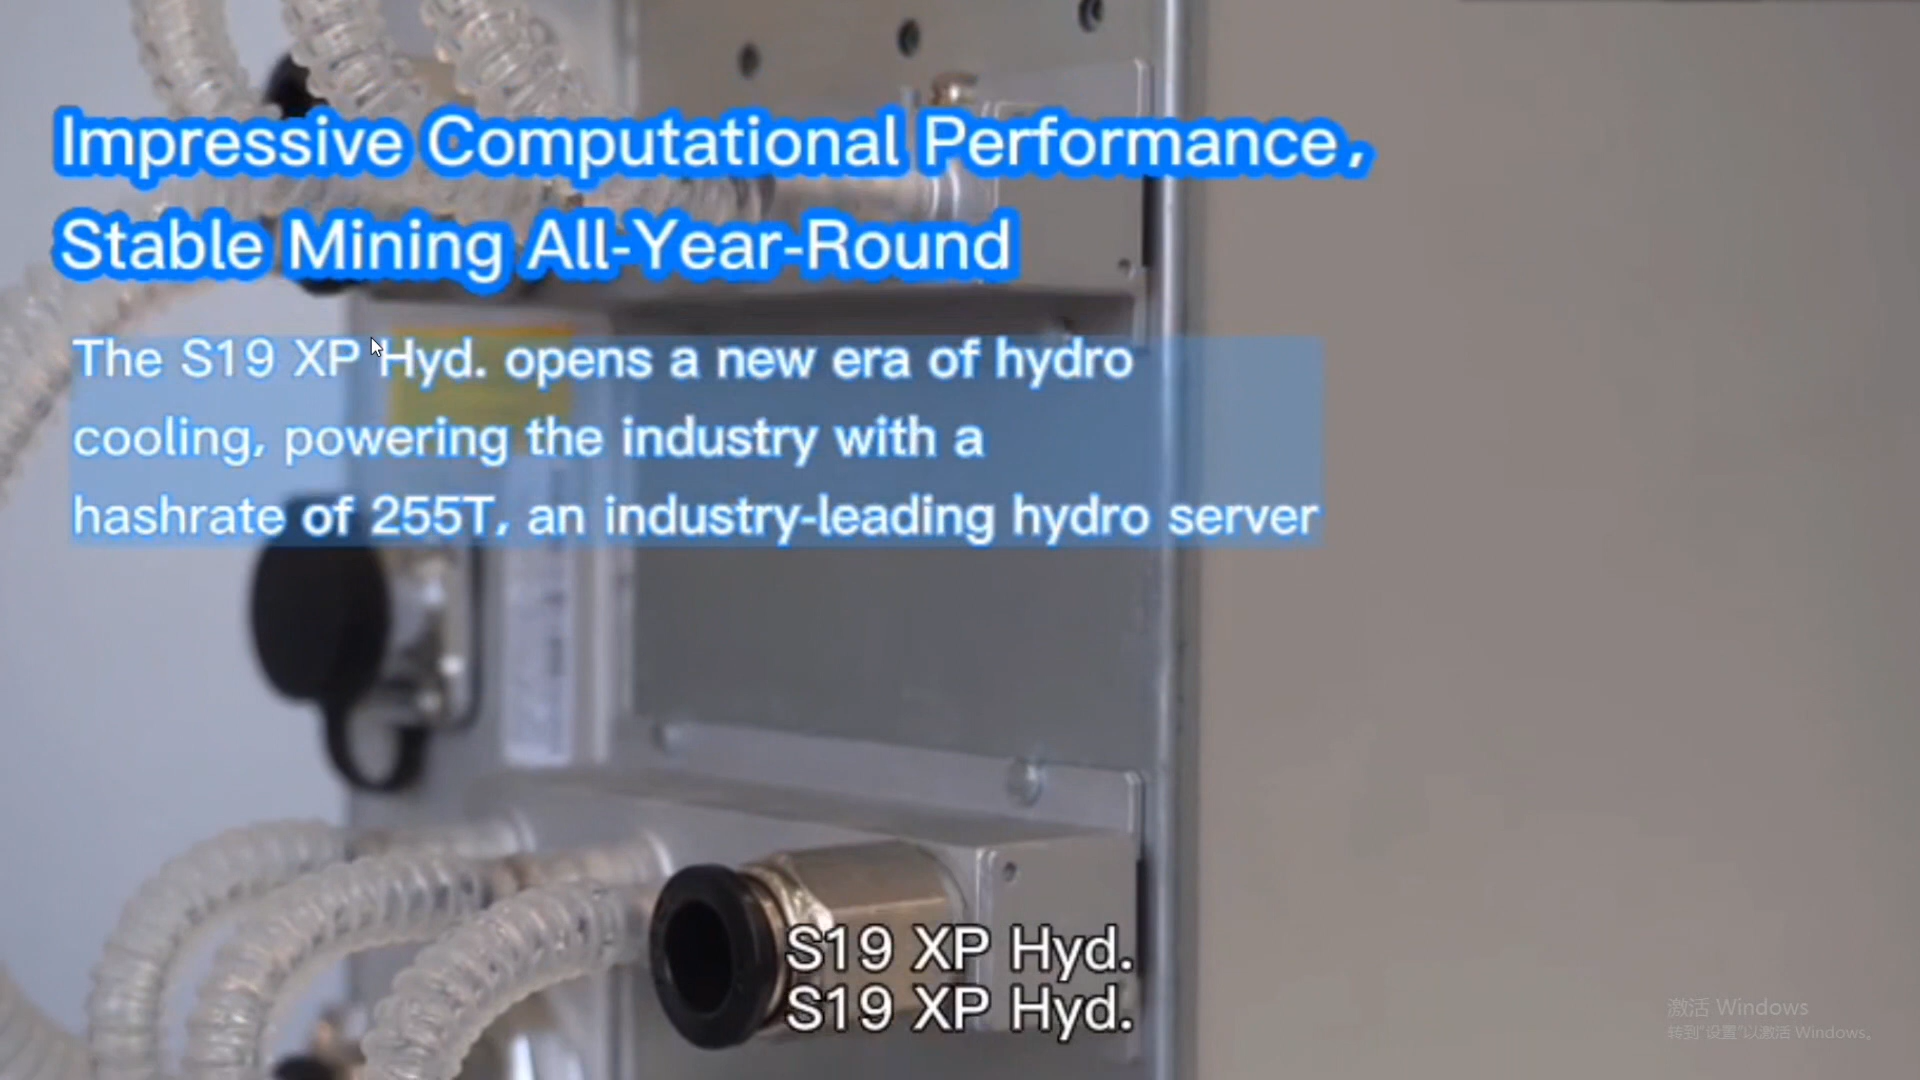 Impressive Computational Performance,
Stable Mining All-Year-Round
The S19 XP Hyd. opens a new era of hydro
cooling, powering the industry with a
hashrate of 255T, an industry-leading hydro server
S19 XP Hyd.
S19 XP Hyd.
激活 Windows
转到"设置"以激活 Windows。